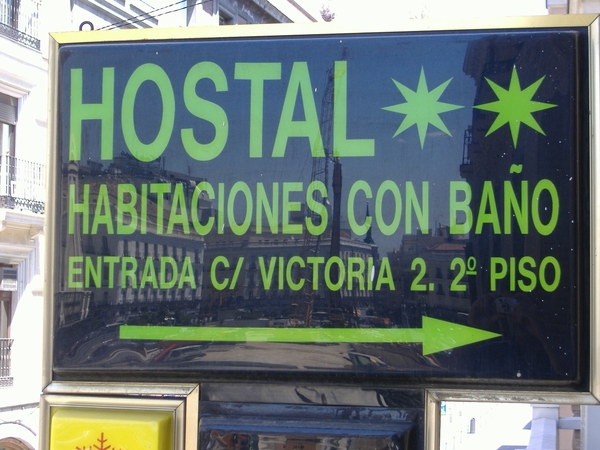 HOSTAL
HABITACIONES CON BAÑO
ENTRADA C/ VICTORIA 2. 2º PISO